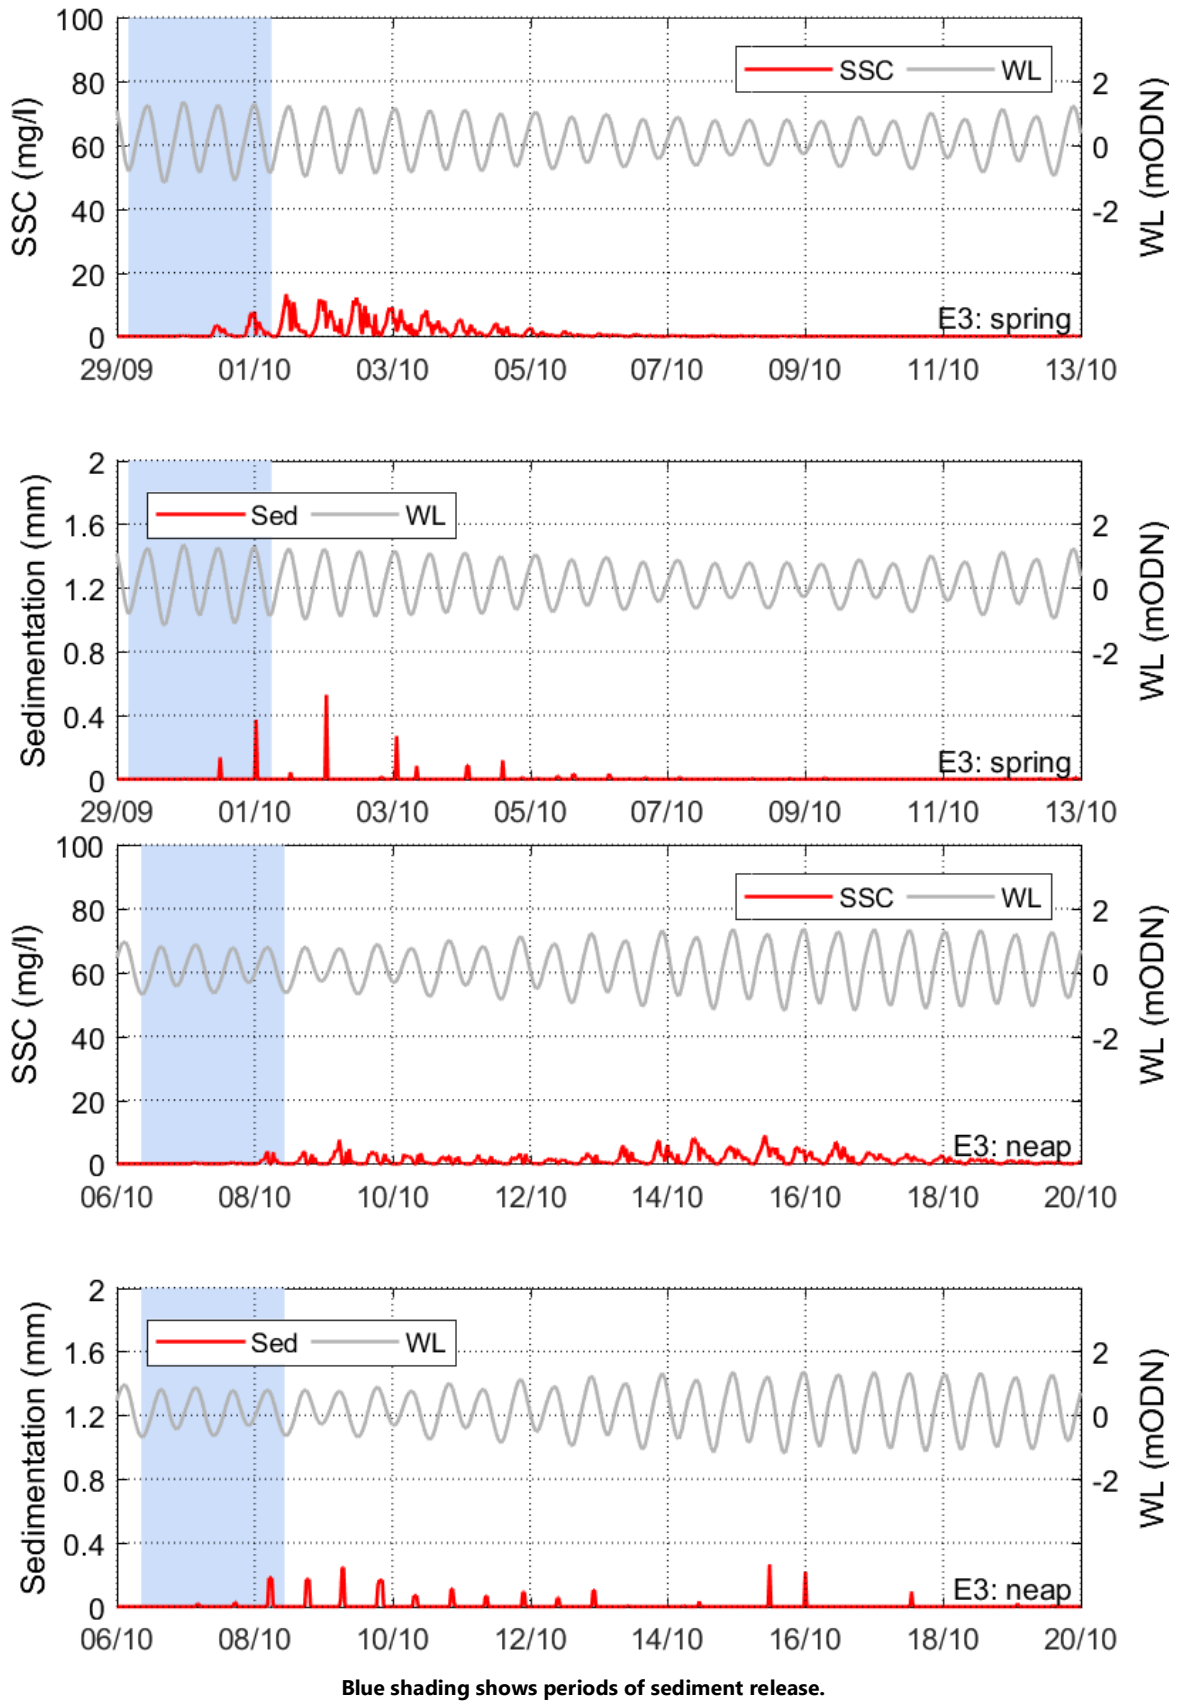 100
80
60
40
20
0
SSC (mg/l)
SSC WL
2
0
-2
WL (mODN)
E3: spring
29/09 01/10 03/10 05/10 07/10 09/10 11/10 13/10
2
1.6
1.2
0.8
0.4
0
Sedimentation (mm)
Sed WL
2
0
-2
WL (mODN)
E3: spring
29/09 01/10 03/10 05/10 07/10 09/10 11/10 13/10
100
80
60
40
20
0
SSC (mg/l)
SSC WL
2
0
-2
WL (mODN)
E3: neap
06/10 08/10 10/10 12/10 14/10 16/10 18/10 20/10
2
1.6
1.2
0.8
0.4
0
Sedimentation (mm)
Sed WL
2
0
-2
WL (mODN)
E3: neap
06/10 08/10 10/10 12/10 14/10 16/10 18/10 20/10
Blue shading shows periods of sediment release.